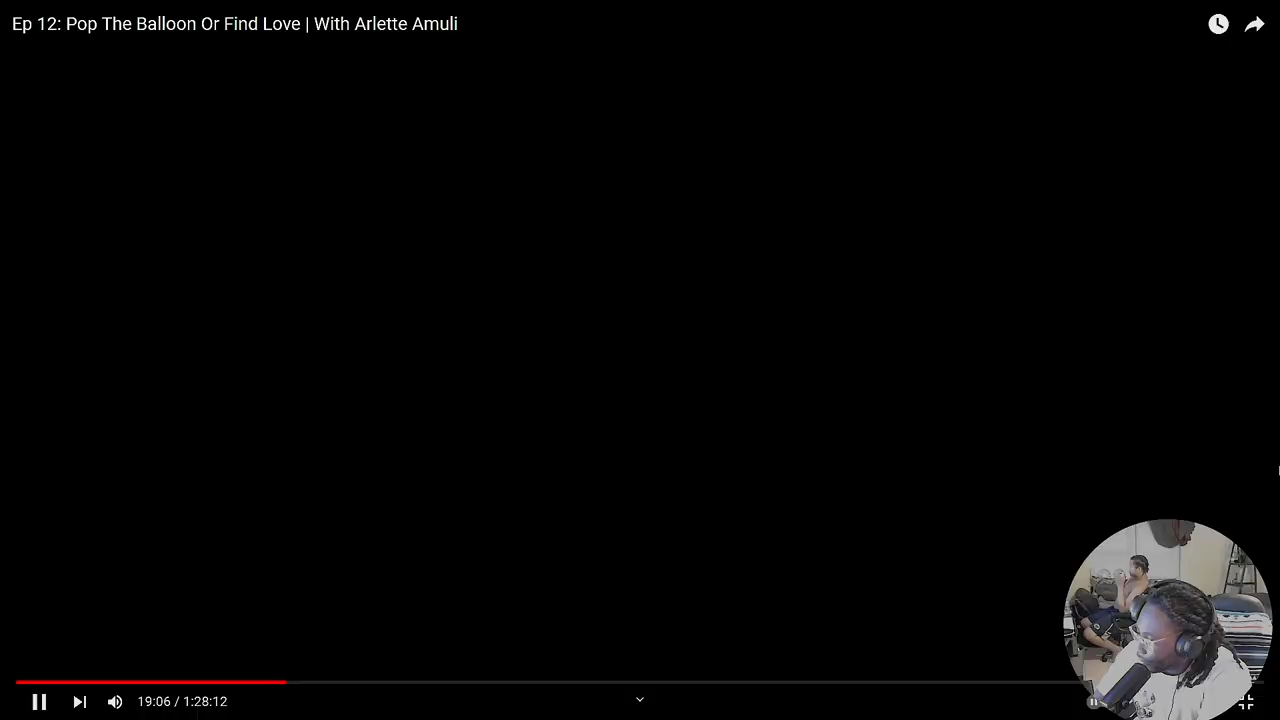 Ep 12: Pop The Balloon Or Find Love | With Arlette Amuli
19:06 / 1:28:12